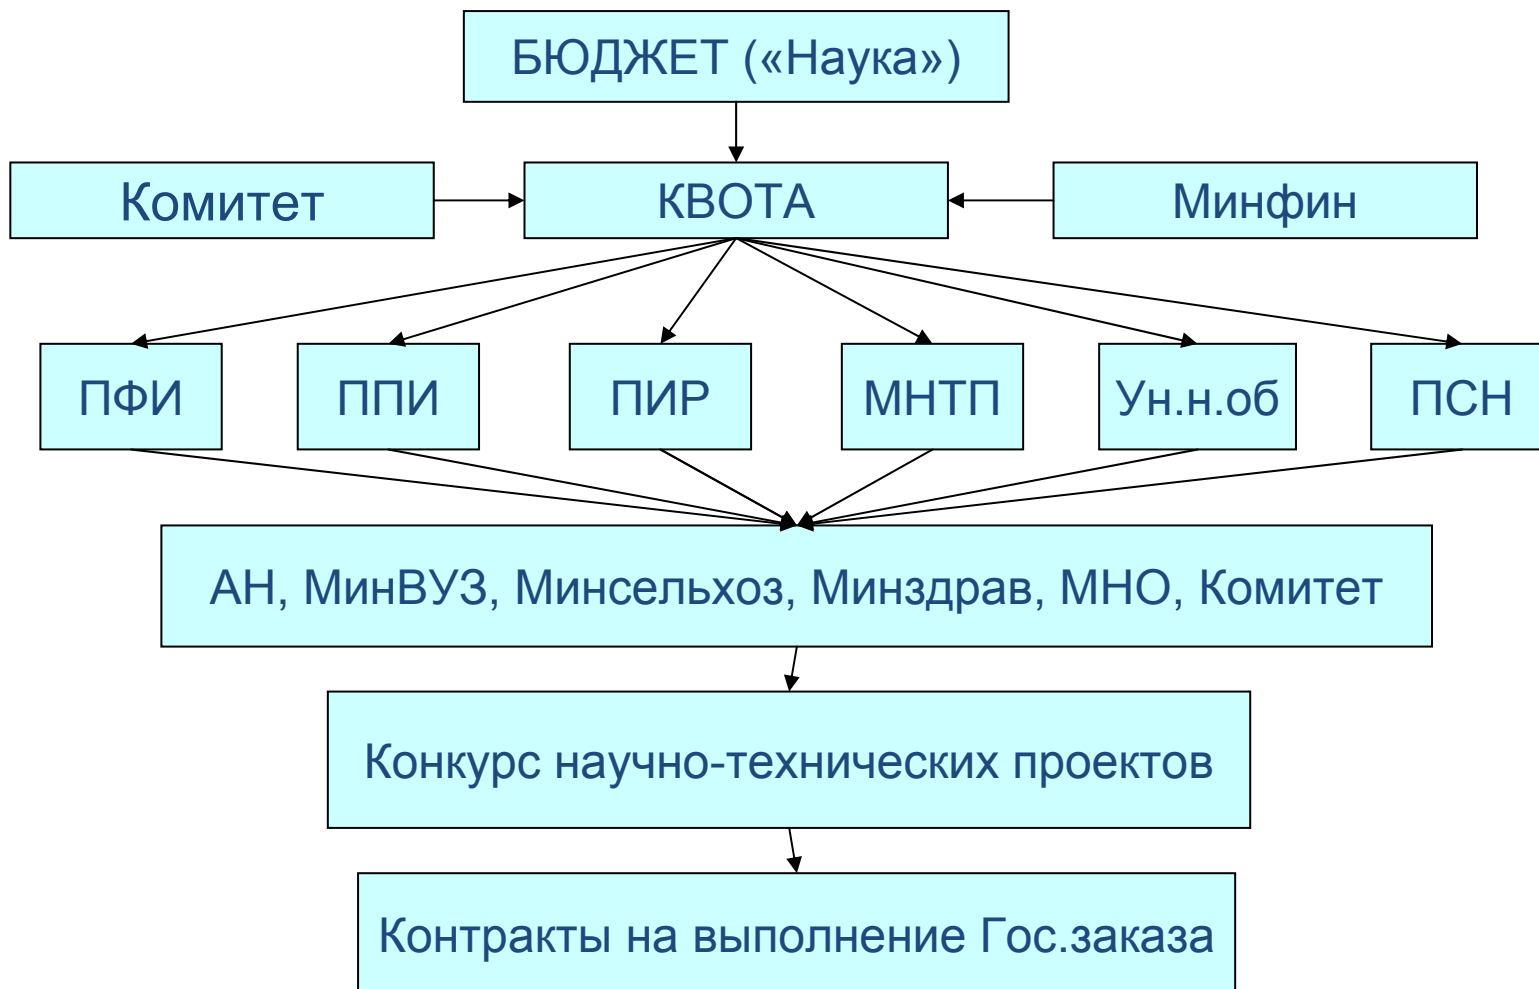 БЮДЖЕТ («Наука»)
Комитет
КВОТА
Минфин
ПФИ
ППИ
ПИР
МНТП
Ун.н.об
ПСН
АН, МинВУЗ, Минсельхоз, Минздрав, МНО, Комитет
Конкурс научно-технических проектов
Контракты на выполнение Гос.заказа